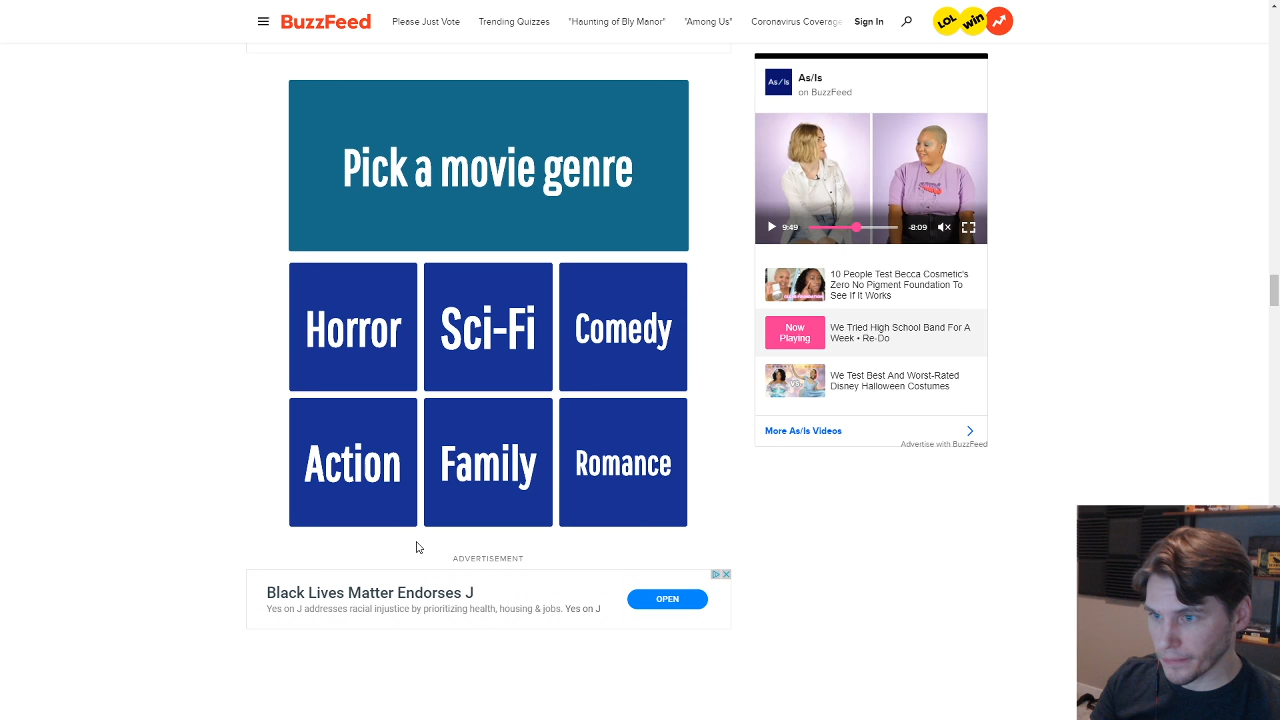 BuzzFeed
Please Just Vote
Trending Quizzes
"Haunting of Bly Manor"
"Among Us"
Coronavirus Coverage
Sign In
LOL
win
Pick a movie genre
Horror
Sci-Fi
Comedy
Action
Family
Romance
ADVERTISEMENT
Black Lives Matter Endorses J
Yes on J addresses racial injustice by prioritizing health, housing & jobs. Yes on J
OPEN
As/Is
As/Is
on BuzzFeed
9:49
-8:09
10 People Test Becca Cosmetic's
Zero No Pigment Foundation To
See If It Works
Now
Playing
We Tried High School Band For A
Week • Re-Do
VS
We Test Best And Worst-Rated
Disney Halloween Costumes
More As/Is Videos
Advertise with BuzzFeed